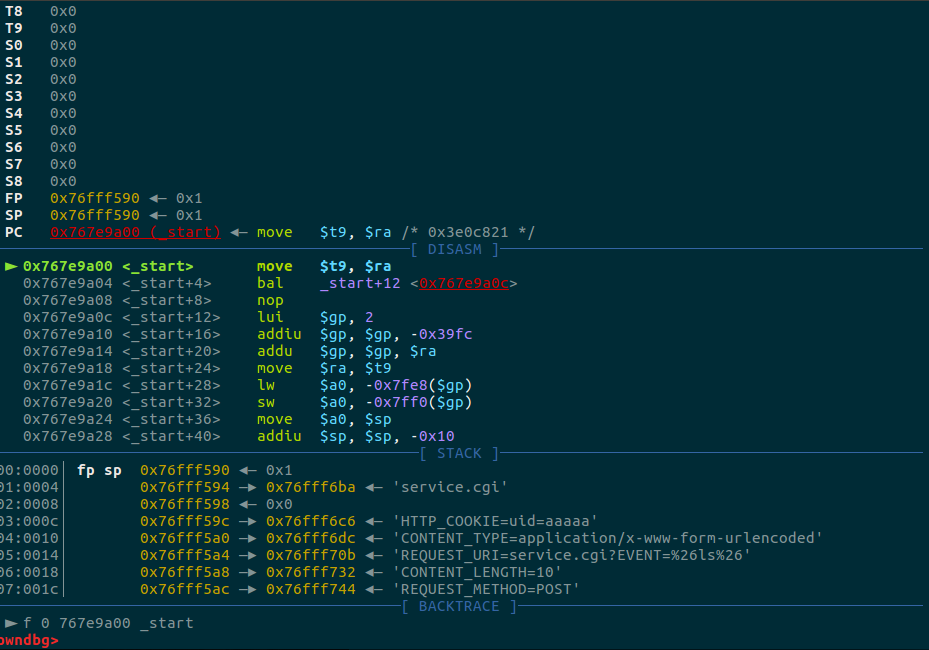 T8 0x0
T9 0x0
S0 0x0
S1 0x0
S2 0x0
S3 0x0
S4 0x0
S5 0x0
S6 0x0
S7 0x0
S8 0x0
FP 0x76fff590 ◂— 0x1
SP 0x76fff590 ◂— 0x1
PC 0x767e9a00 (_start) ◂— move $t9, $ra /* 0x3e0c821 */
[ DISASM ]
► 0x767e9a00 <_start> move $t9, $ra
0x767e9a04 <_start+4> bal _start+12 <0x767e9a0c>
0x767e9a08 <_start+8> nop
0x767e9a0c <_start+12> lui $gp, 2
0x767e9a10 <_start+16> addiu $gp, $gp, -0x39fc
0x767e9a14 <_start+20> addu $gp, $gp, $ra
0x767e9a18 <_start+24> move $ra, $t9
0x767e9a1c <_start+28> lw $a0, -0x7fe8($gp)
0x767e9a20 <_start+32> sw $a0, -0x7ff0($gp)
0x767e9a24 <_start+36> move $a0, $sp
0x767e9a28 <_start+40> addiu $sp, $sp, -0x10
[ STACK ]
00:0000│ fp sp 0x76fff590 ◂— 0x1
01:0004│ 0x76fff594 —▸ 0x76fff6ba ◂— 'service.cgi'
02:0008│ 0x76fff598 ◂— 0x0
03:000c│ 0x76fff59c —▸ 0x76fff6c6 ◂— 'HTTP_COOKIE=uid=aaaaa'
04:0010│ 0x76fff5a0 —▸ 0x76fff6dc ◂— 'CONTENT_TYPE=application/x-www-form-urlencoded'
05:0014│ 0x76fff5a4 —▸ 0x76fff70b ◂— 'REQUEST_URI=service.cgi?EVENT=%26ls%26'
06:0018│ 0x76fff5a8 —▸ 0x76fff732 ◂— 'CONTENT_LENGTH=10'
07:001c│ 0x76fff5ac —▸ 0x76fff744 ◂— 'REQUEST_METHOD=POST'
[ BACKTRACE ]
► f 0 767e9a00 _start
pwndbg>